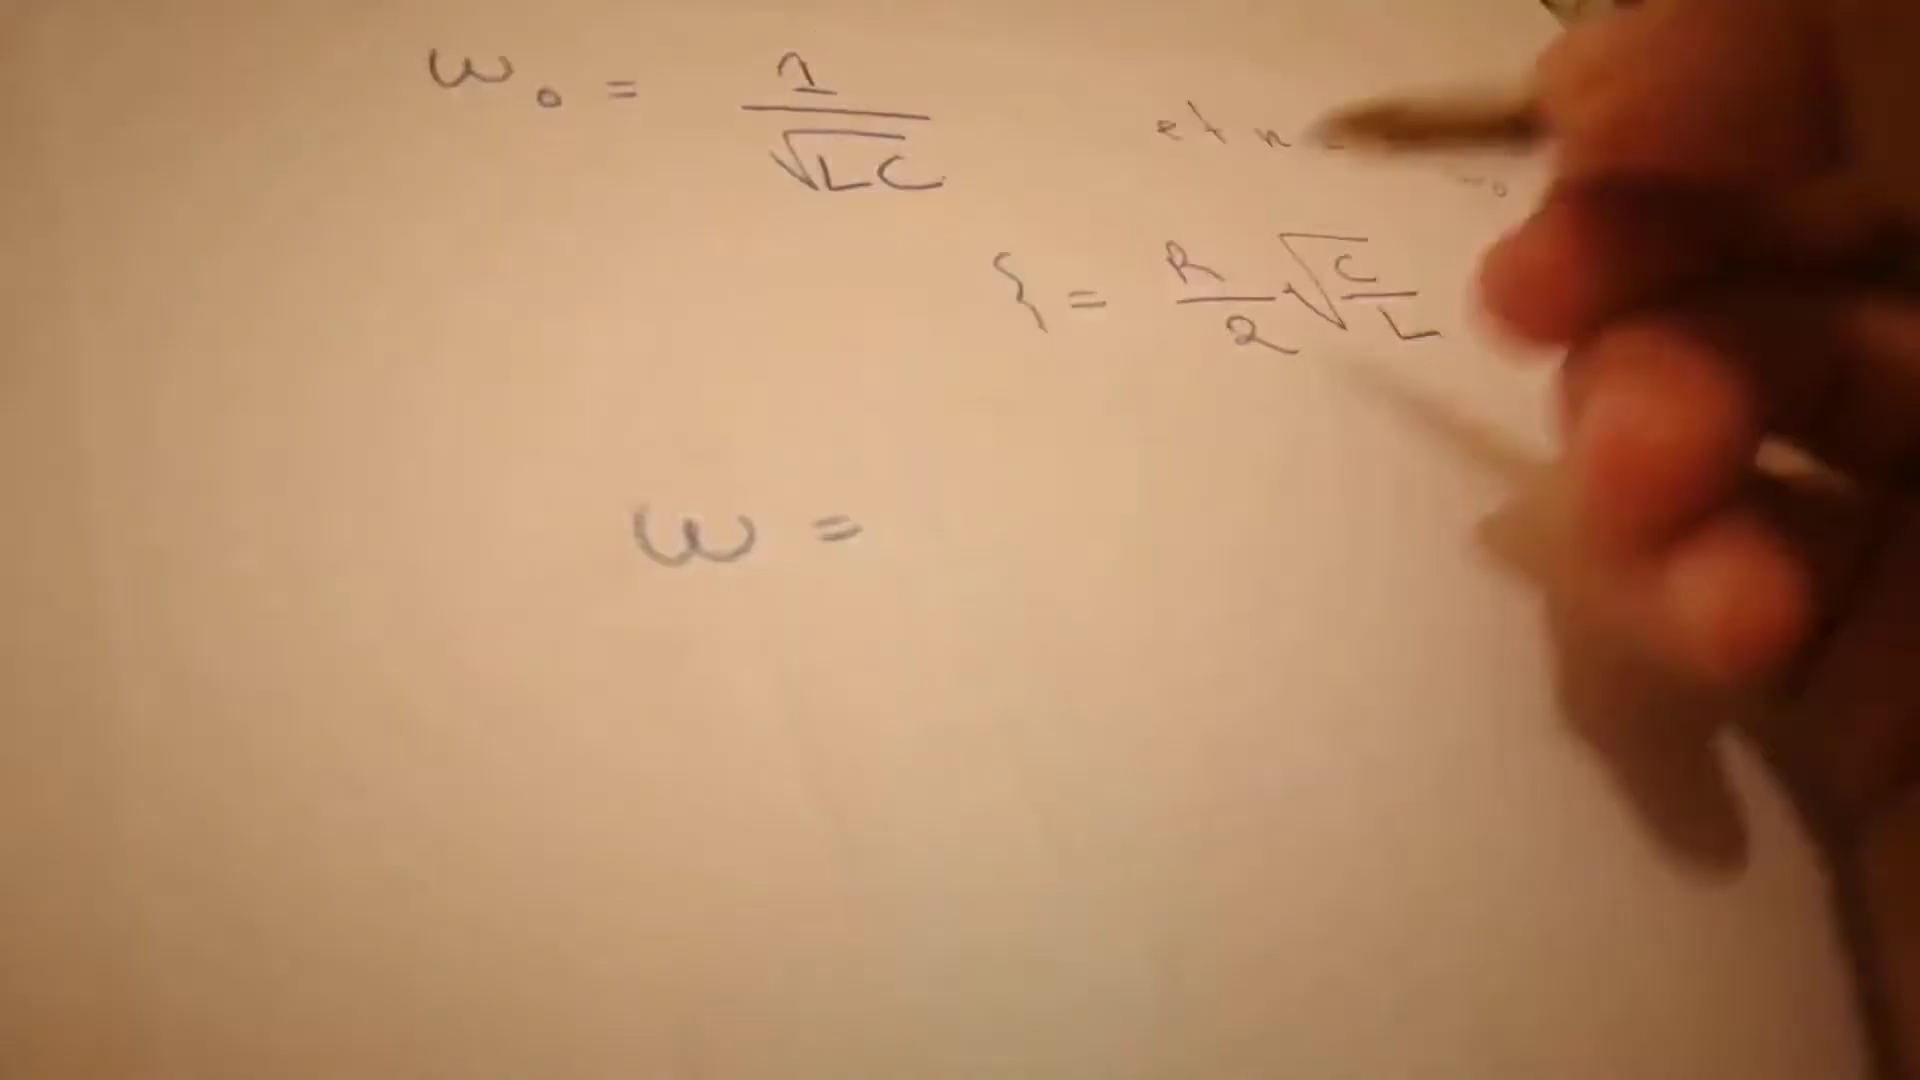 ω₀ = 1/√LC et
ξ = R/2 √C/L
ω =